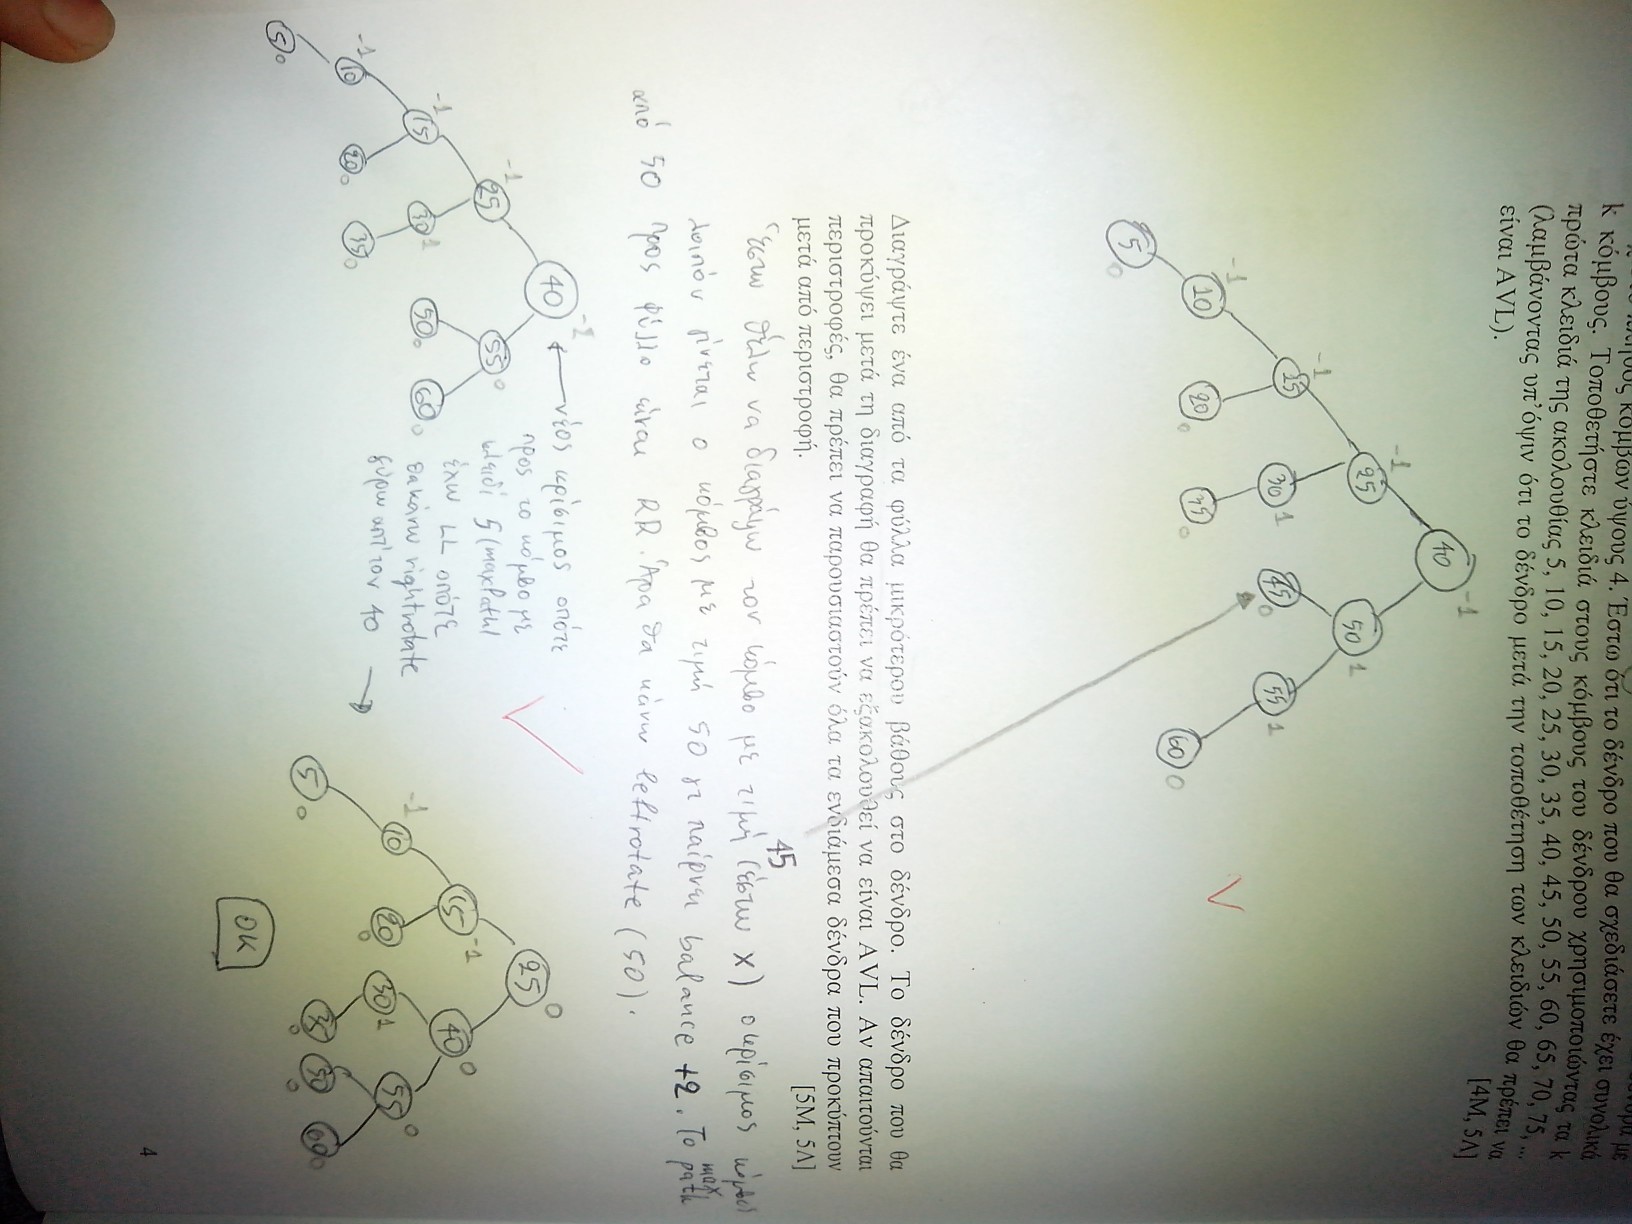 πλήθος κόμβων ύψους 4. Έστω ότι το δένδρο που θα σχεδιάσετε έχει συνολικά
k κόμβους. Τοποθετήστε κλειδιά στους κόμβους του δένδρου χρησιμοποιώντας τα k
πρώτα κλειδιά της ακολουθίας 5, 10, 15, 20, 25, 30, 35, 40, 45, 50, 55, 60, 65, 70, 75, ...
(λαμβάνοντας υπ'όψιν ότι το δένδρο μετά την τοποθέτηση των κλειδιών θα πρέπει να
είναι AVL).
[4M, 5Λ]
40 -1
-1 25 50 1
-1 15 30 1 45 0 55 1
-1 10 20 0 35 0 60 0
5 0
Διαγράψτε ένα από τα φύλλα μικρότερου βάθους στο δένδρο. Το δένδρο που θα
προκύψει μετά τη διαγραφή θα πρέπει να εξακολουθεί να είναι AVL. Αν απαιτούνται
περιστροφές, θα πρέπει να παρουσιαστούν όλα τα ενδιάμεσα δένδρα που προκύπτουν
μετά από περιστροφή. [5M, 5Λ]
45
Έστω θέλω να διαγράψω τον κόμβο με τιμή (έστω x) ο κρίσιμος κόμβος
λοιπόν γίνεται ο κόμβος με τιμή 50 γτ παίρνει balance +2. Το max path
από 50 προς φύλλο είναι RR. Άρα θα κάνω leftrotate (50).
40 -2
νέος κρίσιμος οπότε
προς το κόμβο με
κλειδί 5 (maxPath)
έχω LL οπότε
θα κάνω rightrotate
γύρω απ' τον 40
-1 25 55 0
-1 15 30 1 50 0 60 0
-1 10 20 0 35 0
5 0
25 0
15 -1 40 0
-1 10 20 0 30 1 55 0
5 0 35 0 50 0 60 0
OK
4